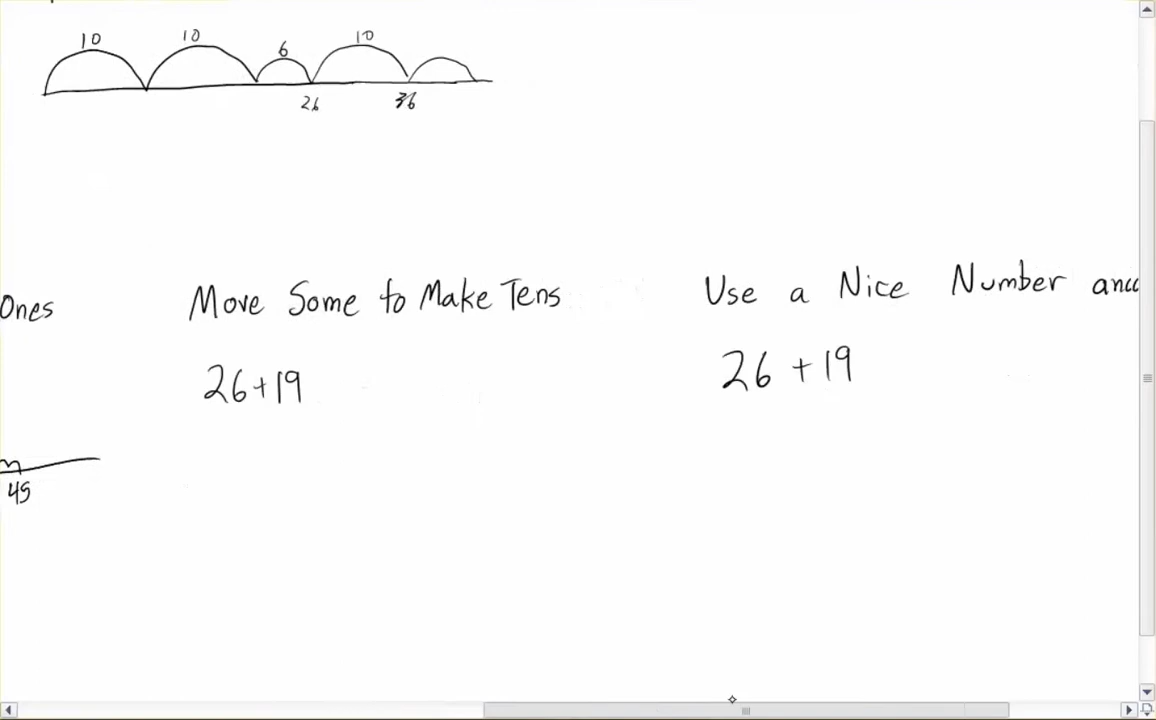 10 10 6 10
26 36
Ones
Move Some to Make Tens
Use a Nice Number
26+19
26 + 19
45